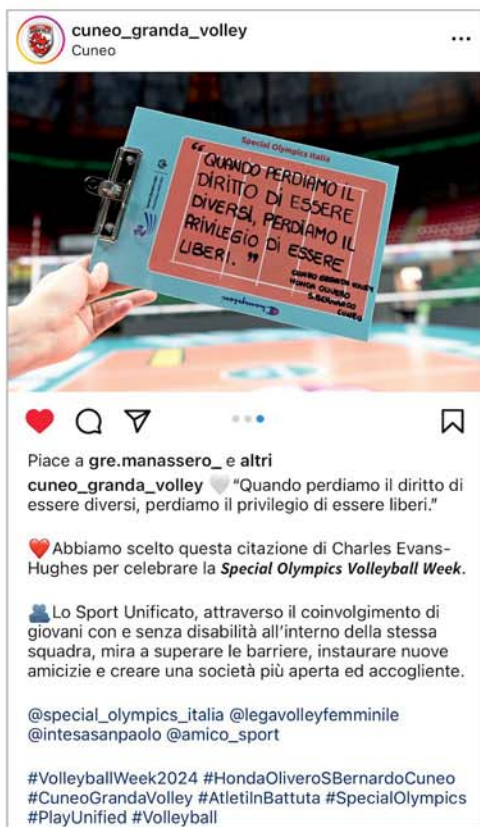 cuneo_granda_volley
Cuneo
Special Olympics Italia
“QUANDO PERDIAMO IL
DIRITTO DI ESSERE
DIVERSI, PERDIAMO IL
PRIVILEGIO DI ESSERE
LIBERI.”
CUNEO GRANDA VOLLEY
HONDA OLIVERO
S.BERNARDO
CUNEO
Champion
Piace a gre.manassero_ e altri
cuneo_granda_volley 🤍 “Quando perdiamo il diritto di
essere diversi, perdiamo il privilegio di essere liberi.”
❤️Abbiamo scelto questa citazione di Charles Evans-
Hughes per celebrare la Special Olympics Volleyball Week.
🫂Lo Sport Unificato, attraverso il coinvolgimento di
giovani con e senza disabilità all’interno della stessa
squadra, mira a superare le barriere, instaurare nuove
amicizie e creare una società più aperta ed accogliente.
@special_olympics_italia @legavolleyfemminile
@intesasanpaolo @amico_sport
#VolleyballWeek2024 #HondaOliveroSBernardoCuneo
#CuneoGrandaVolley #AtletiInBattuta #SpecialOlympics
#PlayUnified #Volleyball